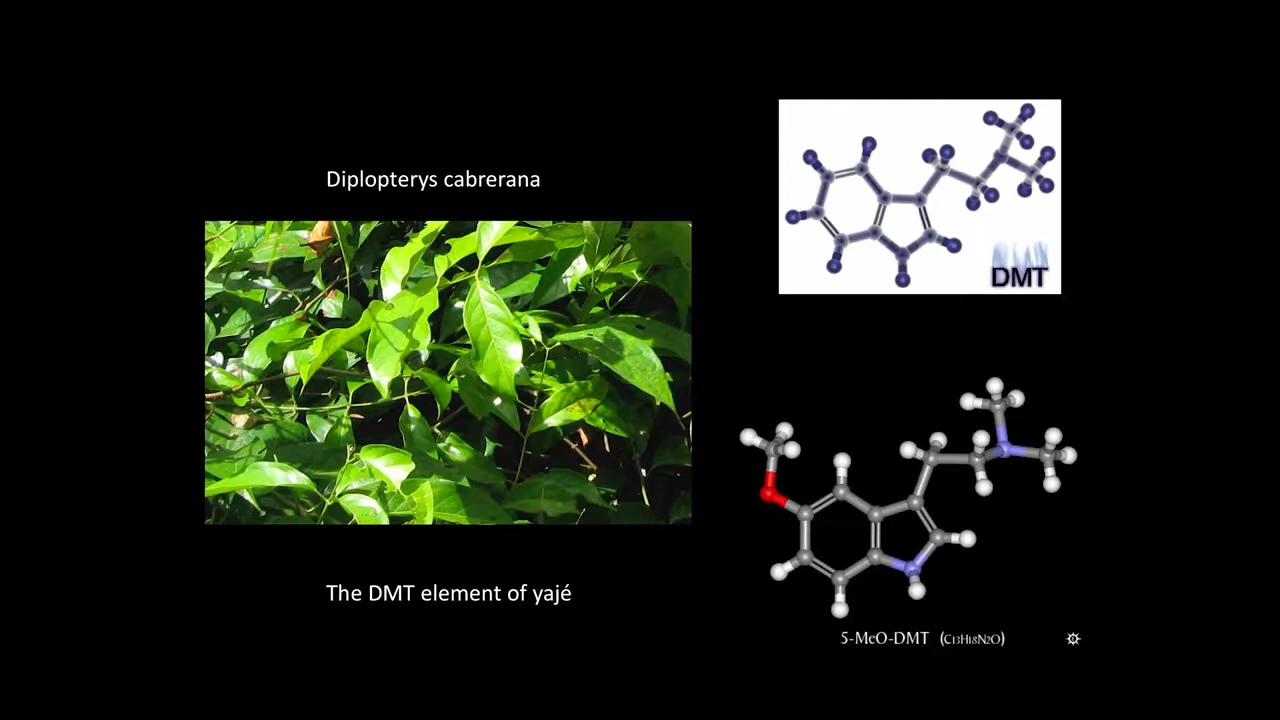 Diplopterys cabrerana
DMT
The DMT element of yajé
5-MeO-DMT (C13H18N2O)